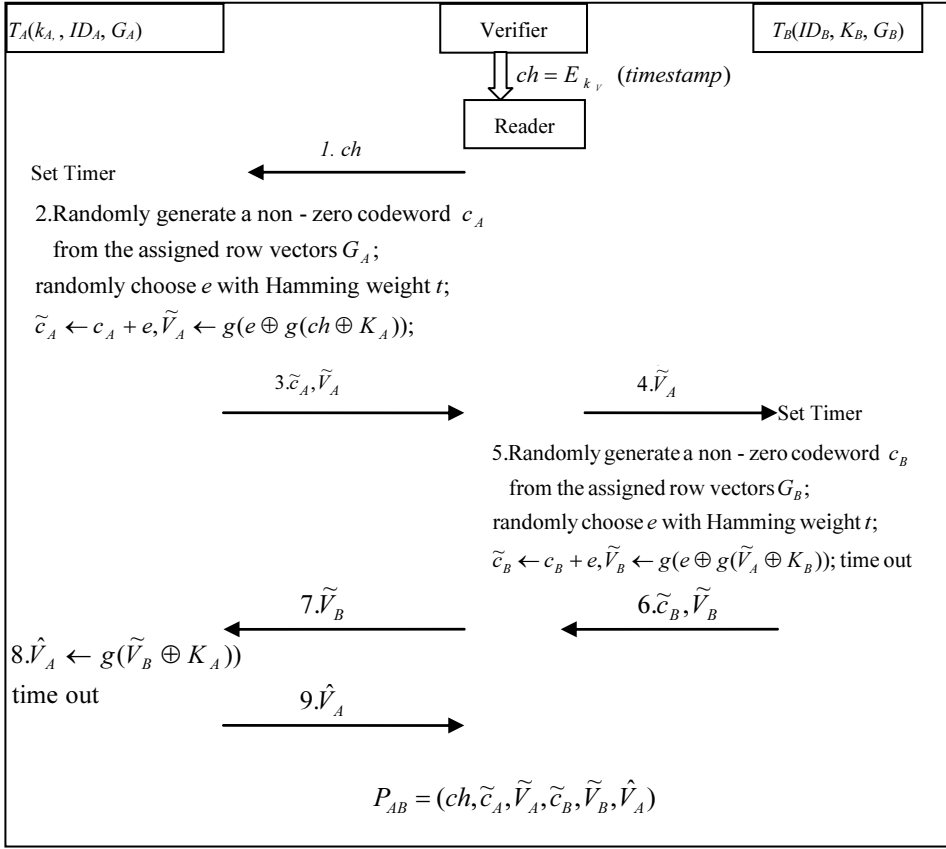 T_A(k_A, , ID_A, G_A)
Verifier
T_B(ID_B, K_B, G_B)
ch = E_{k_V} (timestamp)
Reader
1. ch
Set Timer
2.Randomly generate a non - zero codeword c_A
from the assigned row vectors G_A ;
randomly choose e with Hamming weight t;
c̃_A ← c_A + e, Ṽ_A ← g(e ⊕ g(ch ⊕ K_A));
3. c̃_A, Ṽ_A
4. Ṽ_A
Set Timer
5.Randomly generate a non - zero codeword c_B
from the assigned row vectors G_B ;
randomly choose e with Hamming weight t;
c̃_B ← c_B + e, Ṽ_B ← g(e ⊕ g(Ṽ_A ⊕ K_B)); time out
7. Ṽ_B
6. c̃_B, Ṽ_B
8. V̂_A ← g(Ṽ_B ⊕ K_A))
time out
9. V̂_A
P_AB = (ch, c̃_A, Ṽ_A, c̃_B, Ṽ_B, V̂_A)